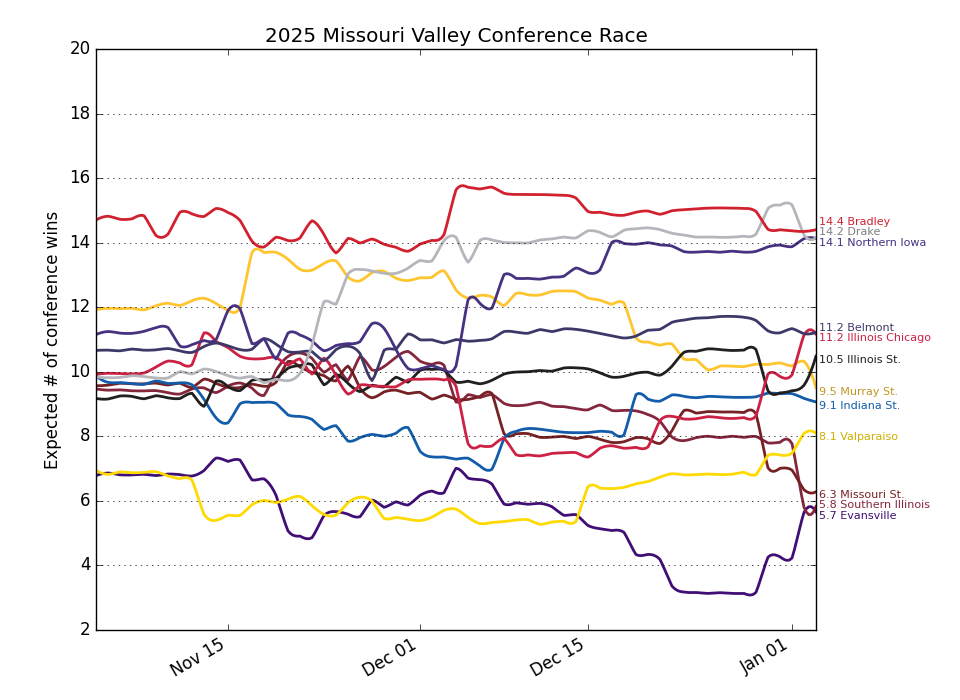 2025 Missouri Valley Conference Race
Expected # of conference wins
20
18
16
14
12
10
8
6
4
2
14.4 Bradley
14.2 Drake
14.1 Northern Iowa
11.2 Belmont
11.2 Illinois Chicago
10.5 Illinois St.
9.5 Murray St.
9.1 Indiana St.
8.1 Valparaiso
6.3 Missouri St.
5.8 Southern Illinois
5.7 Evansville
Nov 15
Dec 01
Dec 15
Jan 01